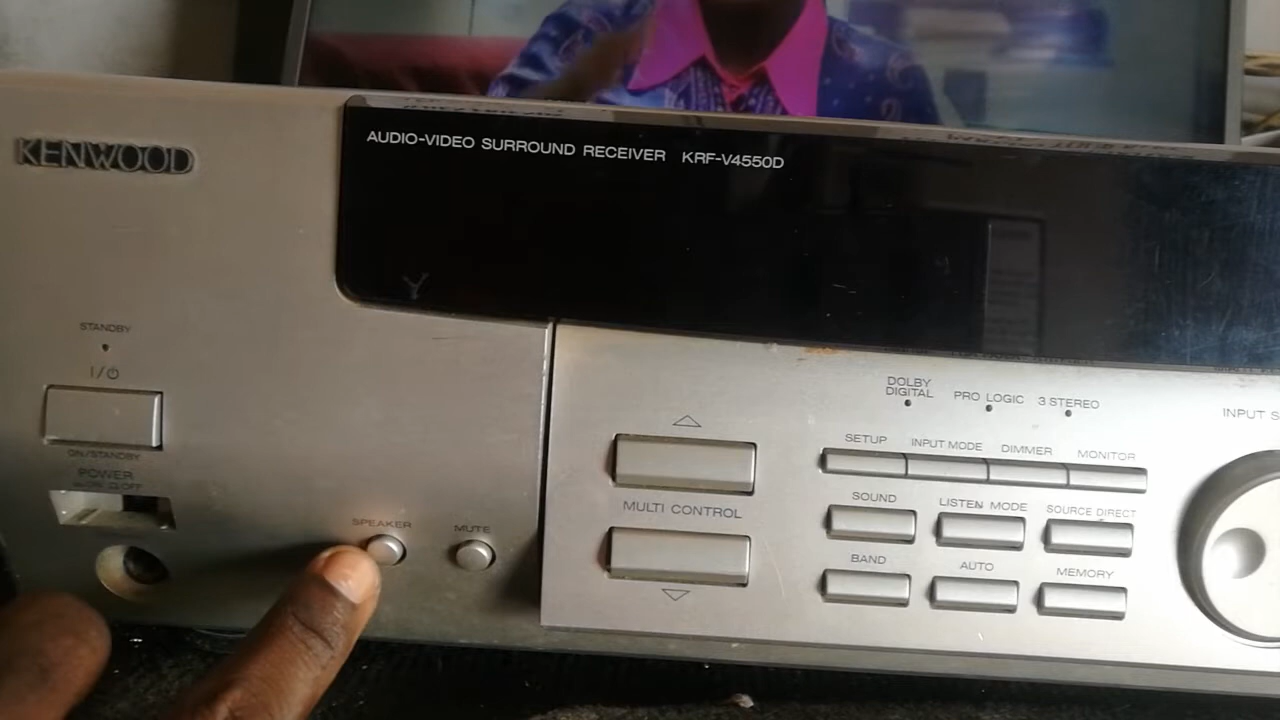 KENWOOD
AUDIO-VIDEO SURROUND RECEIVER KRF-V4550D
STANDBY
I/⏻
ON/STANDBY
POWER
SPEAKER
MUTE
MULTI CONTROL
DOLBY
DIGITAL
PRO LOGIC
3 STEREO
INPUT S
SETUP
INPUT MODE
DIMMER
MONITOR
SOUND
LISTEN MODE
SOURCE DIRECT
BAND
AUTO
MEMORY